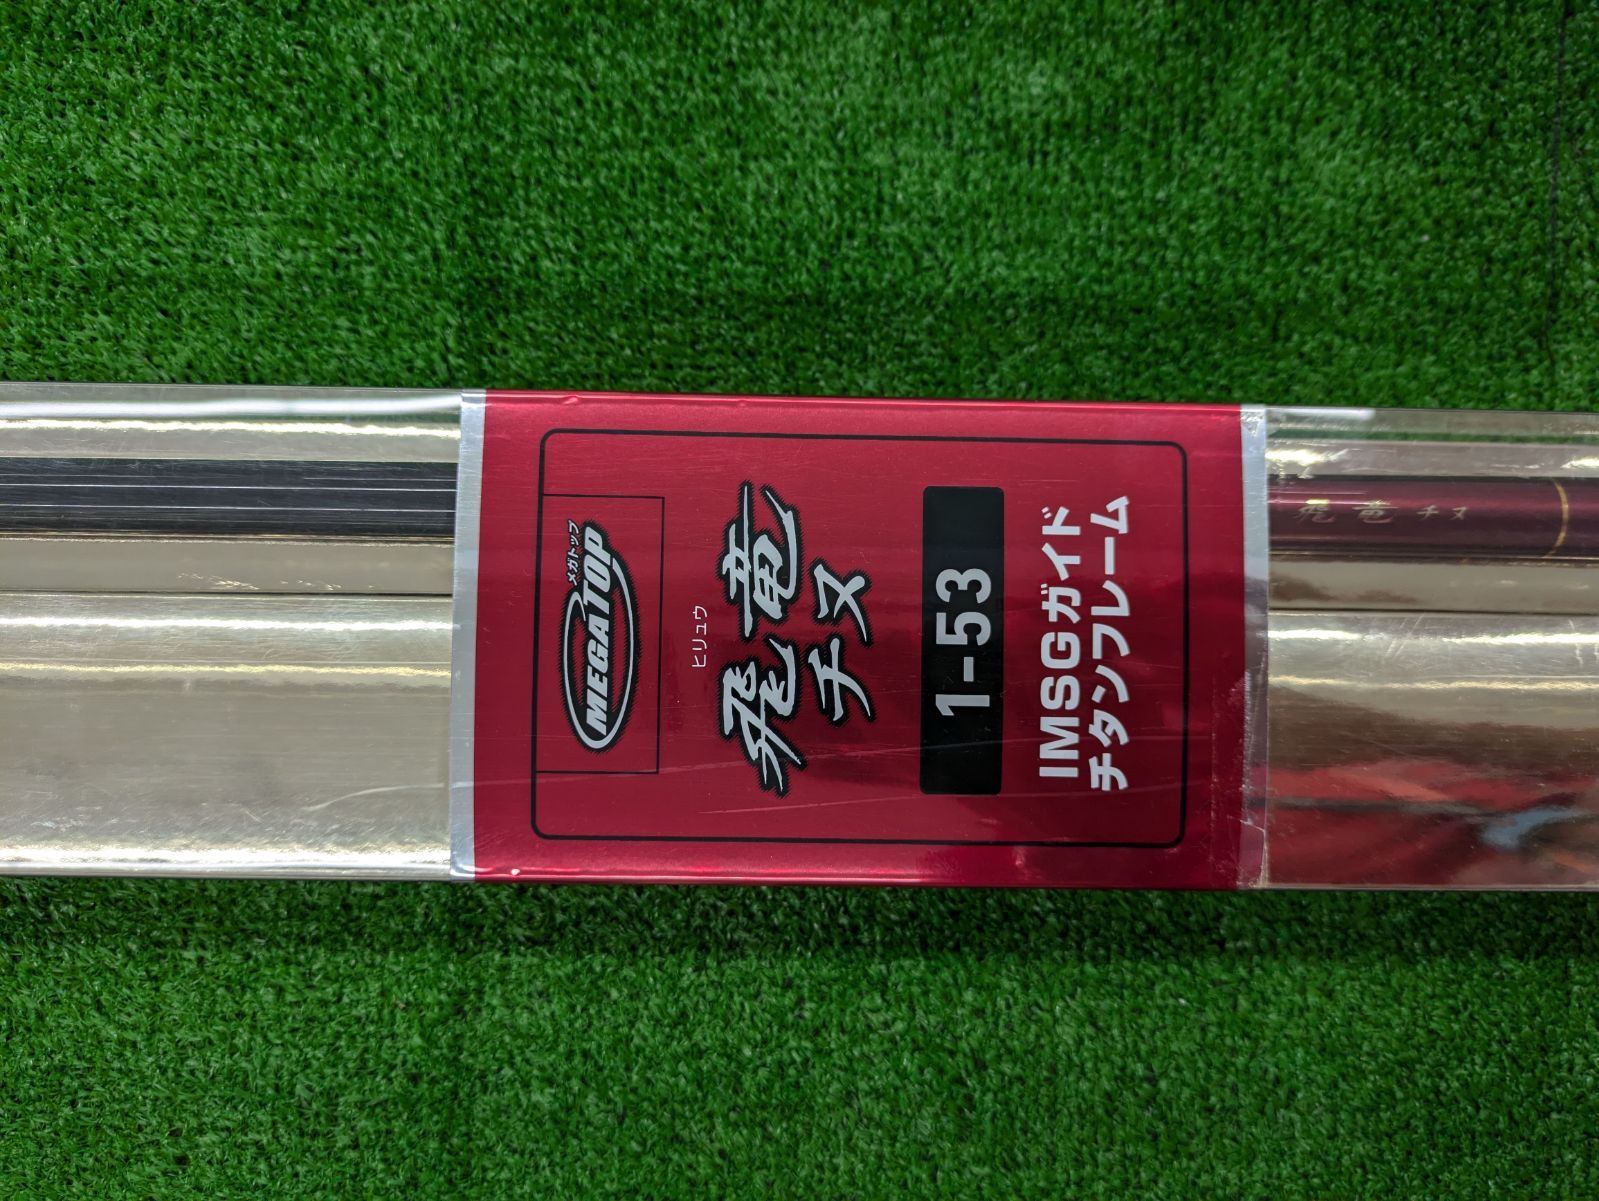 メガトップ
MEGATOP
ヒリュウ
飛竜
チヌ
1-53
IMSGガイド
チタンフレーム
飛竜チヌ